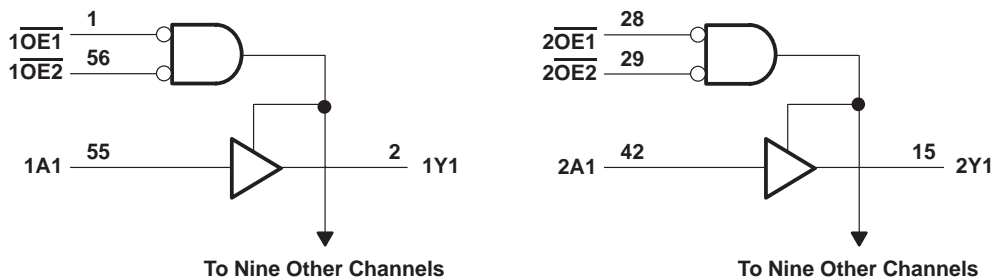 1 28
1OE1 2OE1
56 29
1OE2 2OE2
55 2 42 15
1A1 1Y1 2A1 2Y1
To Nine Other Channels To Nine Other Channels